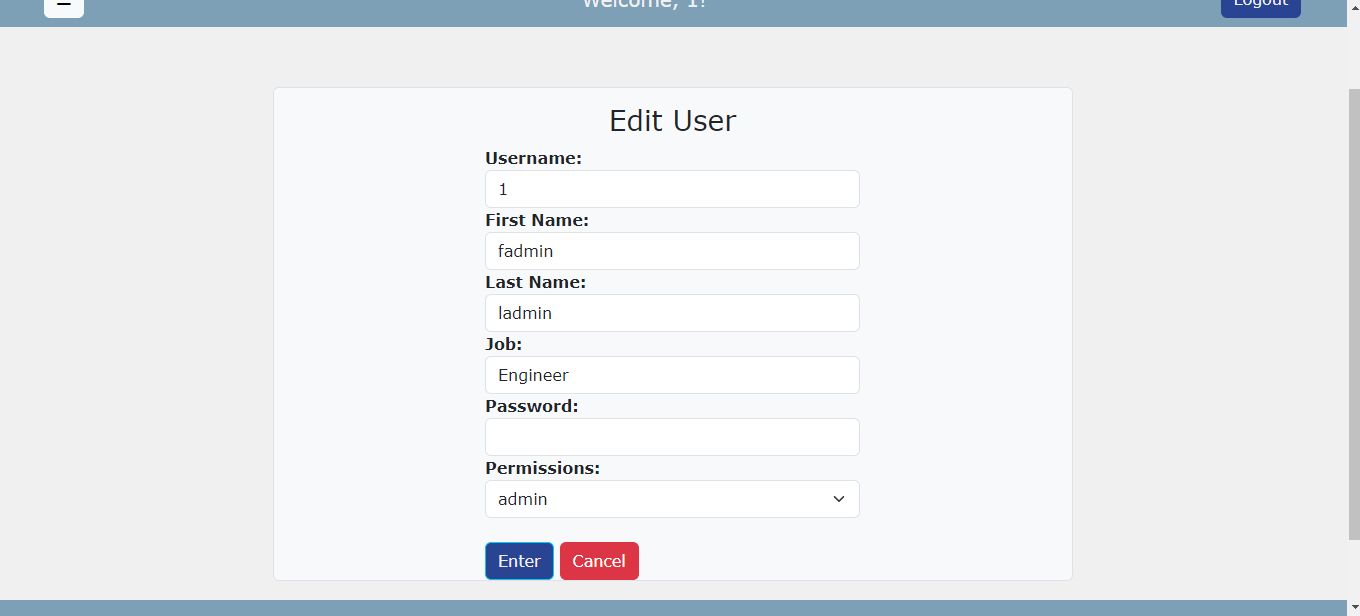 Welcome, 1!
Logout
Edit User
Username:
1
First Name:
fadmin
Last Name:
ladmin
Job:
Engineer
Password:
Permissions:
admin
Enter Cancel